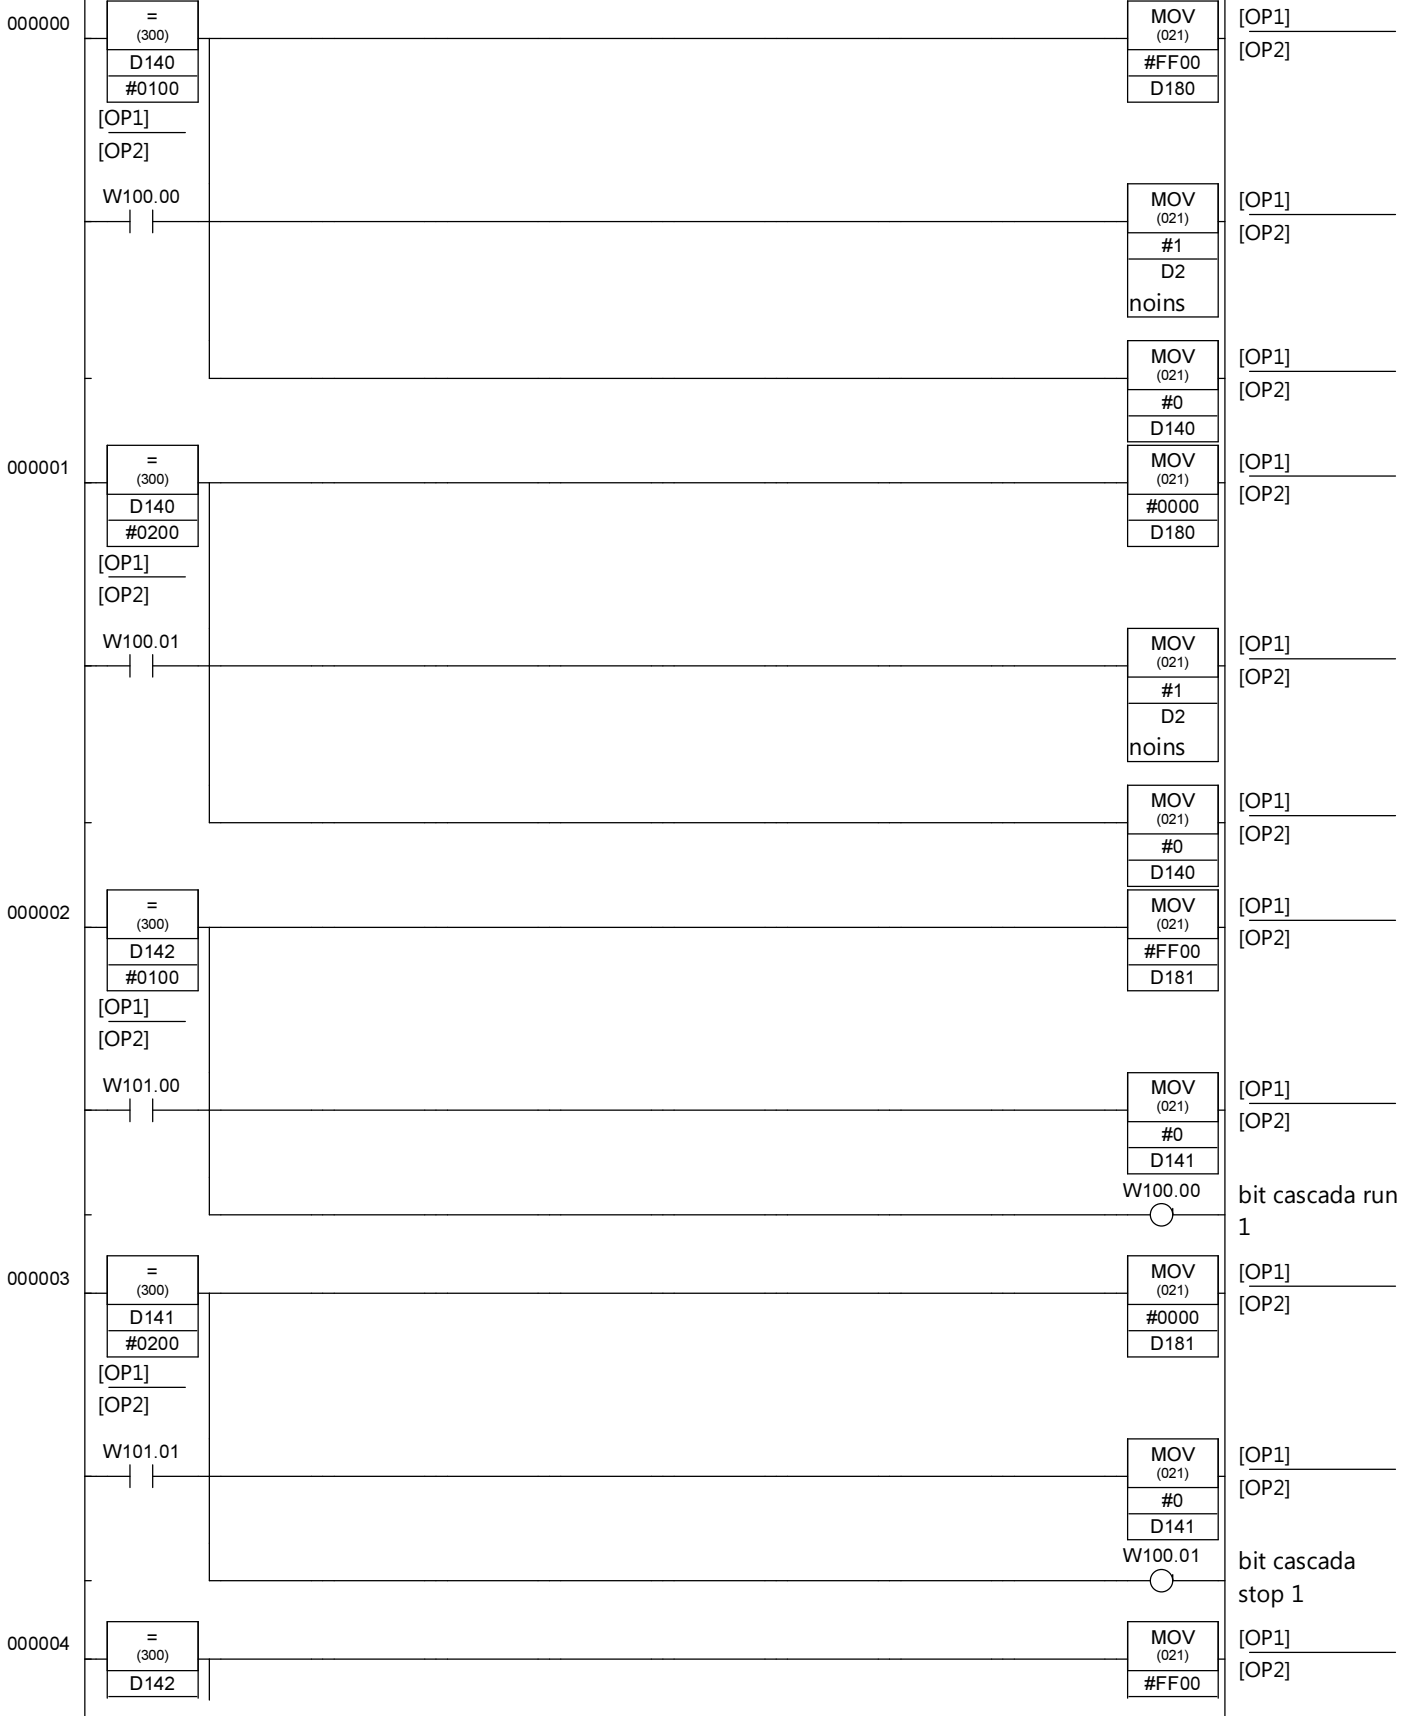 000000
=
(300)
D140
#0100
[OP1]
[OP2]
MOV
(021)
#FF00
D180
[OP1]
[OP2]
W100.00
MOV
(021)
#1
D2
noins
[OP1]
[OP2]
MOV
(021)
#0
D140
[OP1]
[OP2]
000001
=
(300)
D140
#0200
[OP1]
[OP2]
MOV
(021)
#0000
D180
[OP1]
[OP2]
W100.01
MOV
(021)
#1
D2
noins
[OP1]
[OP2]
MOV
(021)
#0
D140
[OP1]
[OP2]
000002
=
(300)
D142
#0100
[OP1]
[OP2]
MOV
(021)
#FF00
D181
[OP1]
[OP2]
W101.00
MOV
(021)
#0
D141
[OP1]
[OP2]
W100.00
bit cascada run
1
000003
=
(300)
D141
#0200
[OP1]
[OP2]
MOV
(021)
#0000
D181
[OP1]
[OP2]
W101.01
MOV
(021)
#0
D141
[OP1]
[OP2]
W100.01
bit cascada
stop 1
000004
=
(300)
D142
MOV
(021)
#FF00
[OP1]
[OP2]